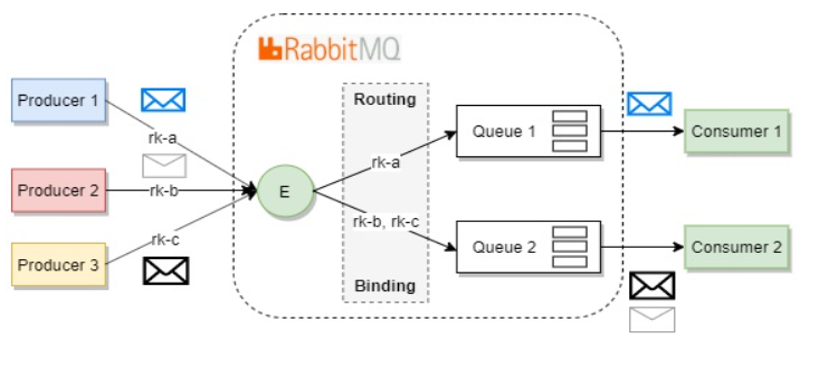 RabbitMQ
Producer 1
rk-a
Producer 2
rk-b
Producer 3
rk-c
E
Routing
rk-a
rk-b, rk-c
Binding
Queue 1
Queue 2
Consumer 1
Consumer 2